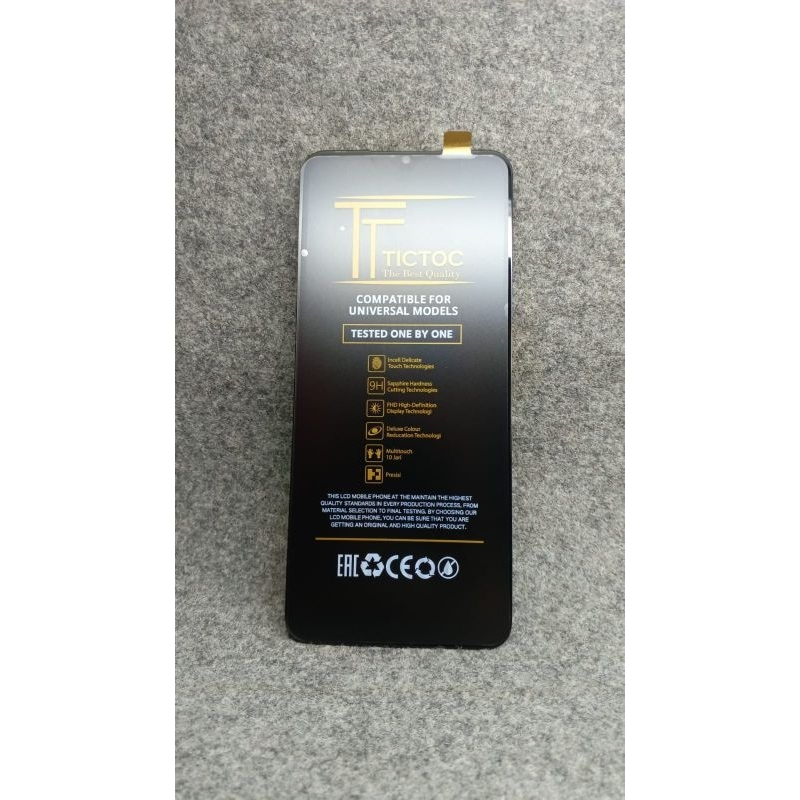 TT
TICTOC
The Best Quality
COMPATIBLE FOR
UNIVERSAL MODELS
TESTED ONE BY ONE
Incell Delicate
Touch Technologies
9H
Sapphire Hardness
Cutting Technologies
FHD High-Definition
Display Technologi
Deluxe Colour
Reducation Technologi
Multitouch
10 Jari
Presisi
THIS LCD MOBILE PHONE AT THE MAINTAIN THE HIGHEST
QUALITY STANDARDS IN EVERY PRODUCTION PROCESS, FROM
MATERIAL SELECTION TO FINAL TESTING. BY CHOOSING OUR
LCD MOBILE PHONE, YOU CAN BE SURE THAT YOU ARE
GETTING AN ORIGINAL AND HIGH QUALITY PRODUCT.
EAC CE